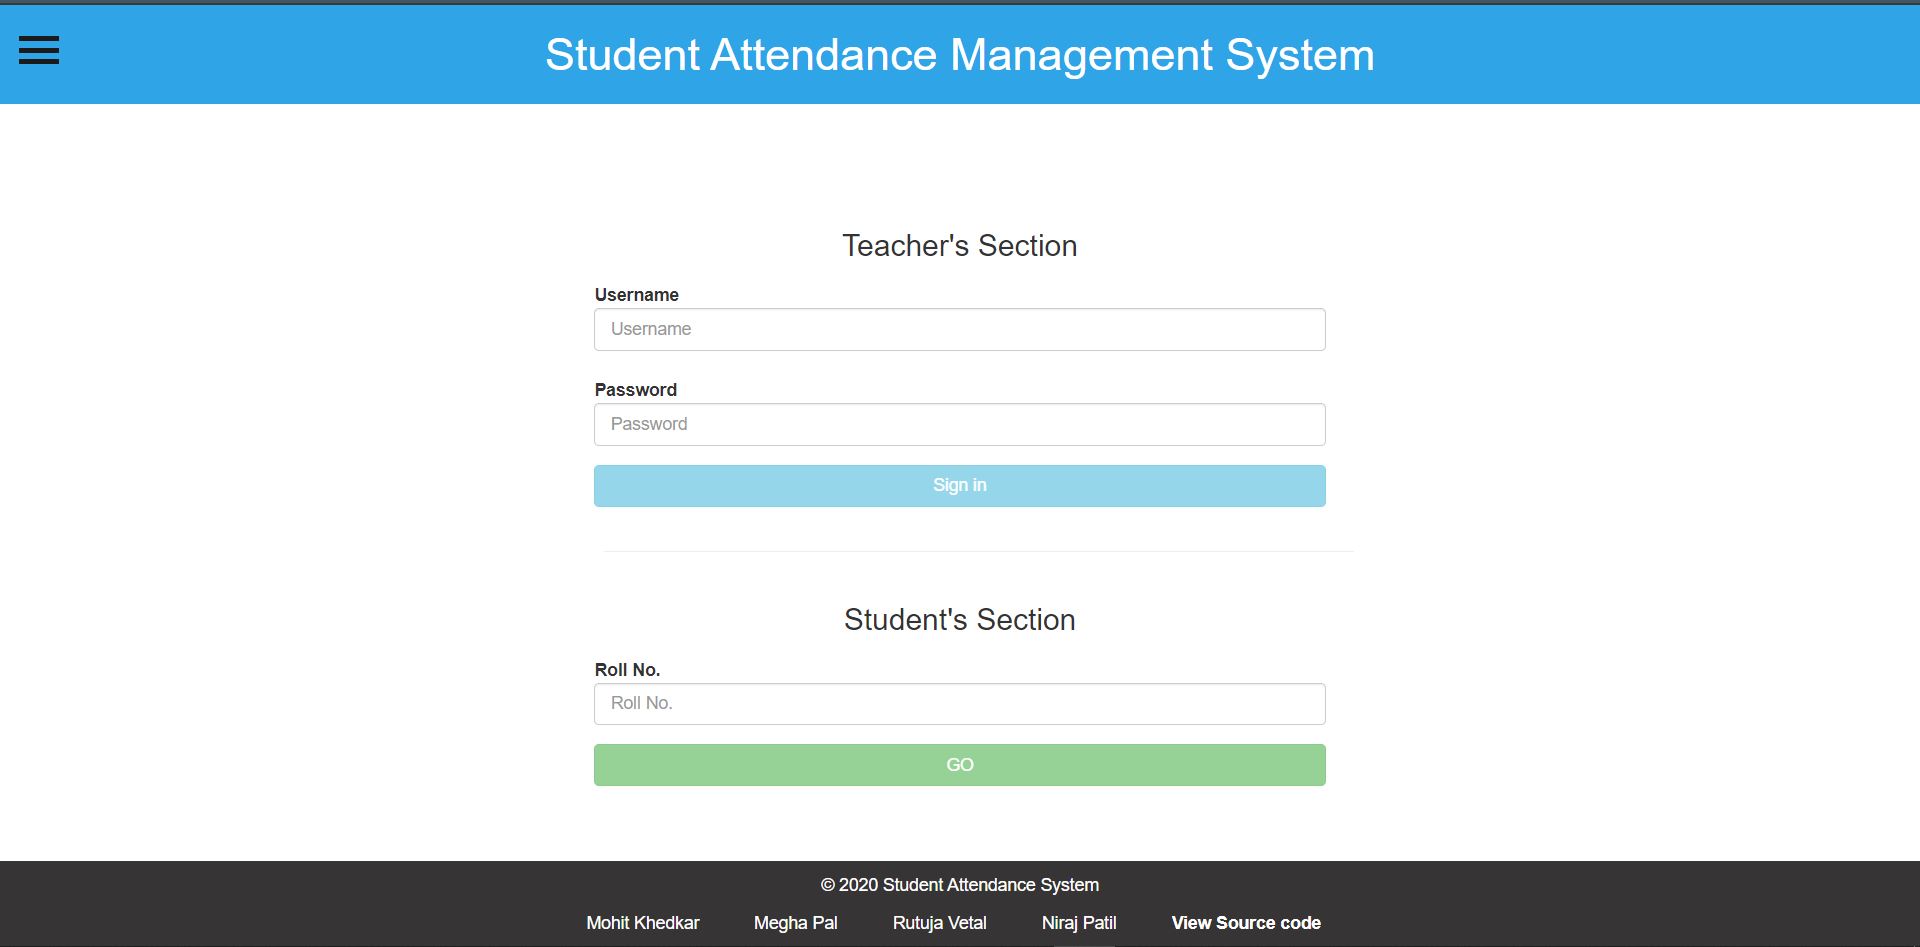 Student Attendance Management System
Teacher's Section
Username
Username
Password
Password
Sign in
Student's Section
Roll No.
Roll No.
GO
© 2020 Student Attendance System
Mohit Khedkar Megha Pal Rutuja Vetal Niraj Patil View Source code